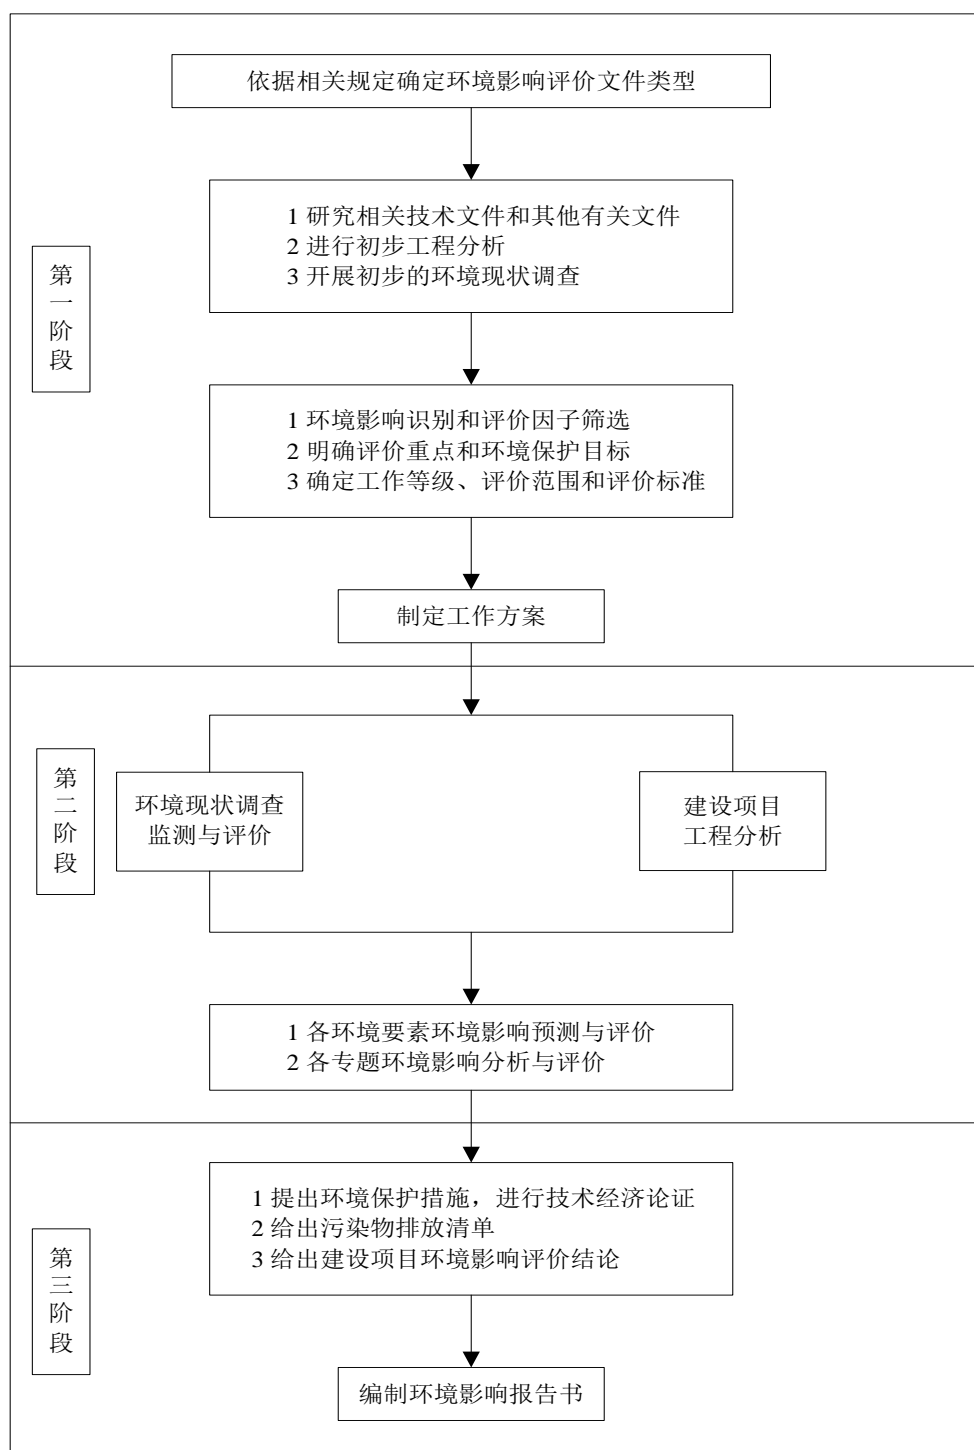 依据相关规定确定环境影响评价文件类型
第一阶段
1 研究相关技术文件和其他有关文件
2 进行初步工程分析
3 开展初步的环境现状调查
1 环境影响识别和评价因子筛选
2 明确评价重点和环境保护目标
3 确定工作等级、评价范围和评价标准
制定工作方案
第二阶段
环境现状调查
监测与评价
建设项目
工程分析
1 各环境要素环境影响预测与评价
2 各专题环境影响分析与评价
第三阶段
1 提出环境保护措施，进行技术经济论证
2 给出污染物排放清单
3 给出建设项目环境影响评价结论
编制环境影响报告书